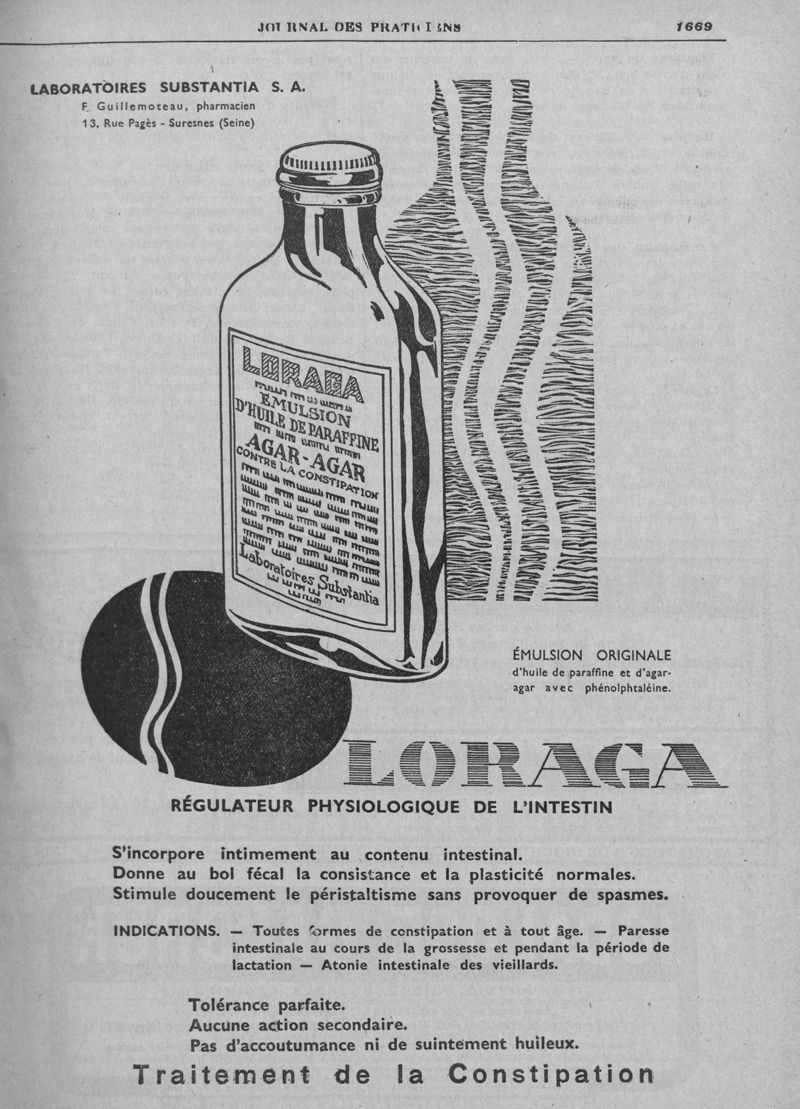 JOURNAL DES PRATICIENS 1669
LABORATOIRES SUBSTANTIA S. A.
F. Guillemoteau, pharmacien
13, Rue Pagès - Suresnes (Seine)
LORAGA
ÉMULSION
D'HUILE DE PARAFFINE
AGAR-AGAR
CONTRE LA CONSTIPATION
Laboratoires Substantia
ÉMULSION ORIGINALE
d'huile de paraffine et d'agar-
agar avec phénolphtaléine.
LORAGA
RÉGULATEUR PHYSIOLOGIQUE DE L'INTESTIN
S'incorpore intimement au contenu intestinal.
Donne au bol fécal la consistance et la plasticité normales.
Stimule doucement le péristaltisme sans provoquer de spasmes.
INDICATIONS. — Toutes formes de constipation et à tout âge. — Paresse
intestinale au cours de la grossesse et pendant la période de
lactation — Atonie intestinale des vieillards.
Tolérance parfaite.
Aucune action secondaire.
Pas d'accoutumance ni de suintement huileux.
Traitement de la Constipation